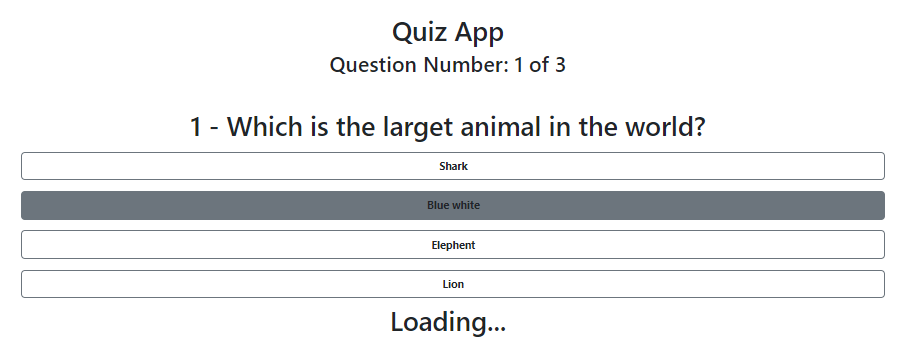 Quiz App
Question Number: 1 of 3
1 - Which is the larget animal in the world?
Shark
Blue white
Elephent
Lion
Loading...